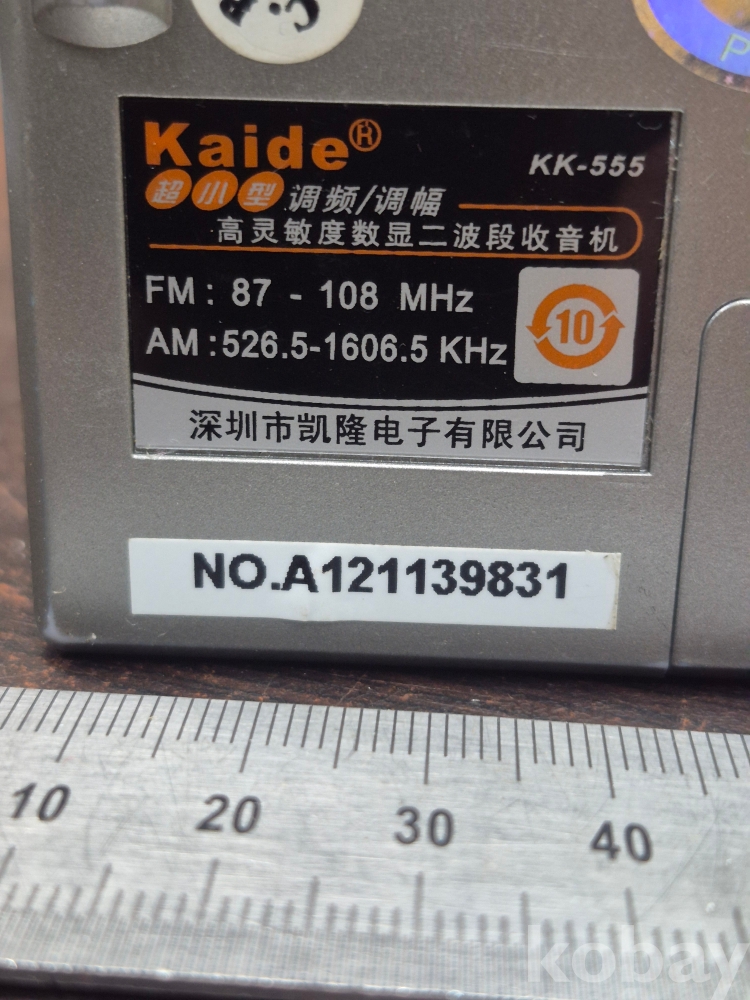 Kaide®
KK-555
超小型 调频/调幅
高灵敏度数显二波段收音机
FM: 87 - 108 MHz
10
AM:526.5-1606.5 KHz
深圳市凯隆电子有限公司
NO.A121139831
10 20 30 40
kobay